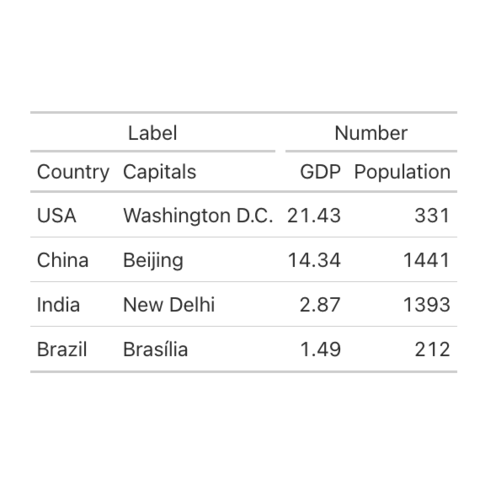 Label Number
Country Capitals GDP Population
USA Washington D.C. 21.43 331
China Beijing 14.34 1441
India New Delhi 2.87 1393
Brazil Brasília 1.49 212